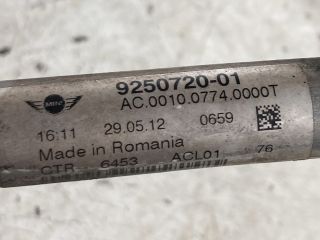 MINI
9250720-01
AC.0010.0774.0000T
16:11 29.05.12 0659
Made in Romania
CTR 6453 ACL01 76